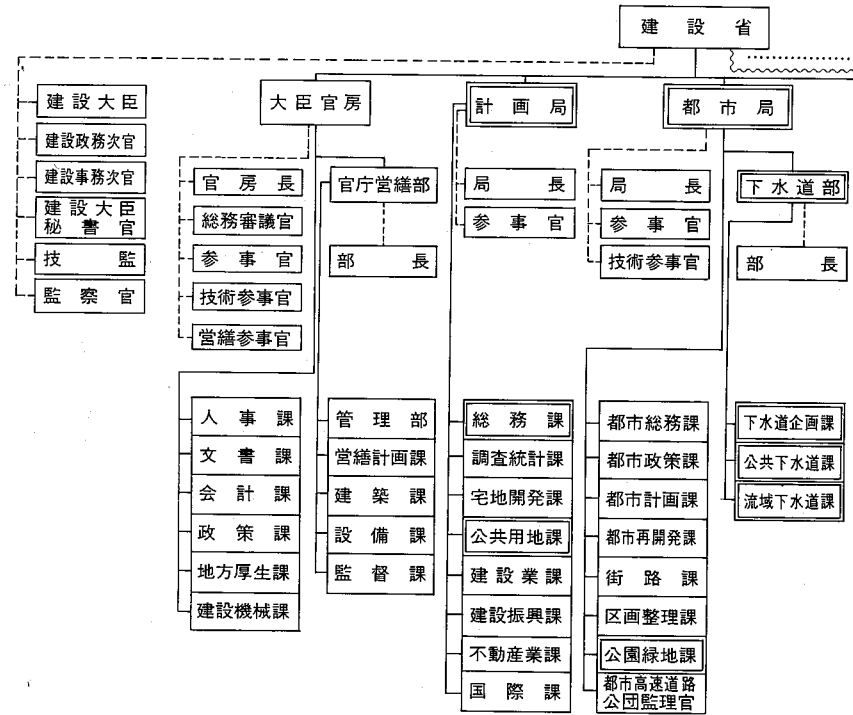 建設省
建設大臣
建設政務次官
建設事務次官
建設大臣
秘書官
技監
監察官
大臣官房
官房長
総務審議官
参事官
技術参事官
営繕参事官
人事課
文書課
会計課
政策課
地方厚生課
建設機械課
官庁営繕部
部長
管理部
営繕計画課
建築課
設備課
監督課
計画局
局長
参事官
総務課
調査統計課
宅地開発課
公共用地課
建設業課
建設振興課
不動産業課
国際課
都市局
局長
参事官
技術参事官
都市総務課
都市政策課
都市計画課
都市再開発課
街路課
区画整理課
公園緑地課
都市高速道路
公団監理官
下水道部
部長
下水道企画課
公共下水道課
流域下水道課